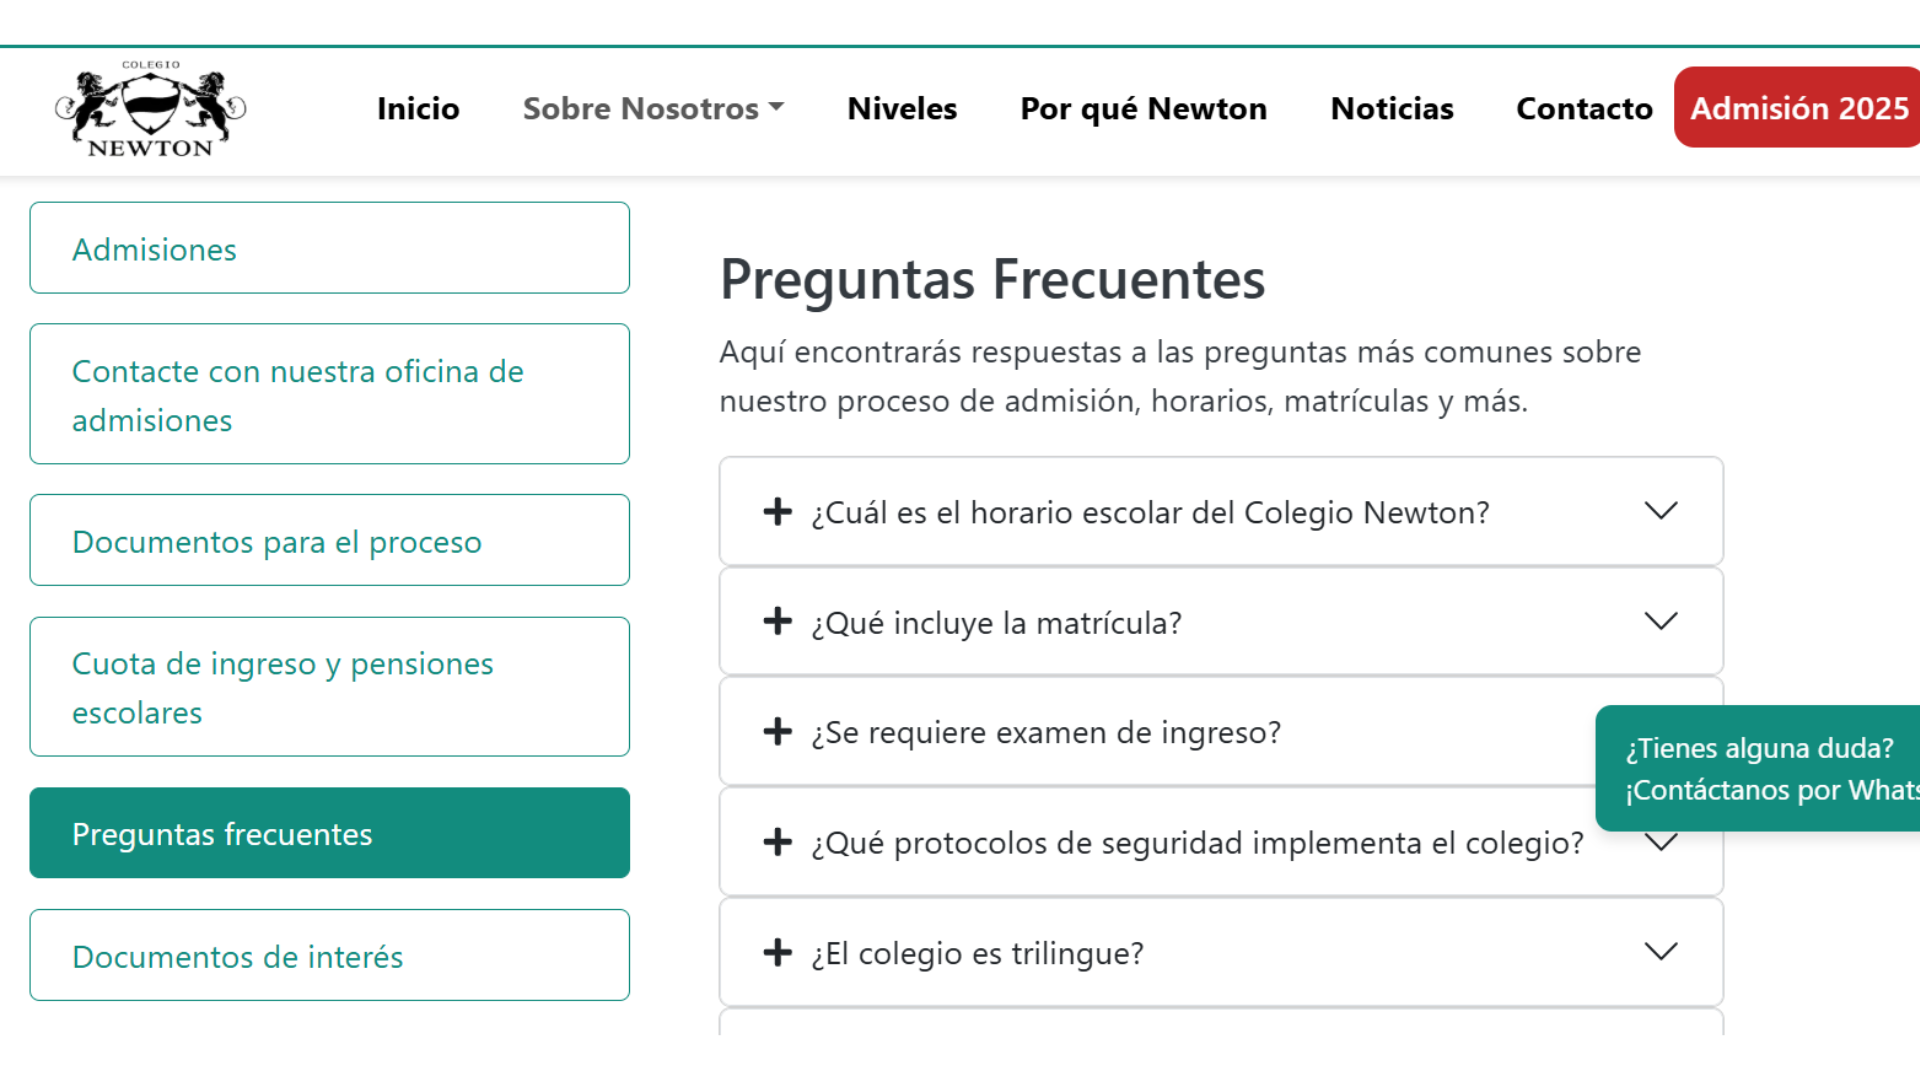 COLEGIO
NEWTON
Inicio
Sobre Nosotros
Niveles
Por qué Newton
Noticias
Contacto
Admisión 2025
Admisiones
Contacte con nuestra oficina de
admisiones
Documentos para el proceso
Cuota de ingreso y pensiones
escolares
Preguntas frecuentes
Documentos de interés
Preguntas Frecuentes
Aquí encontrarás respuestas a las preguntas más comunes sobre
nuestro proceso de admisión, horarios, matrículas y más.
¿Cuál es el horario escolar del Colegio Newton?
¿Qué incluye la matrícula?
¿Se requiere examen de ingreso?
¿Qué protocolos de seguridad implementa el colegio?
¿El colegio es trilingue?
¿Tienes alguna duda?
¡Contáctanos por Whats